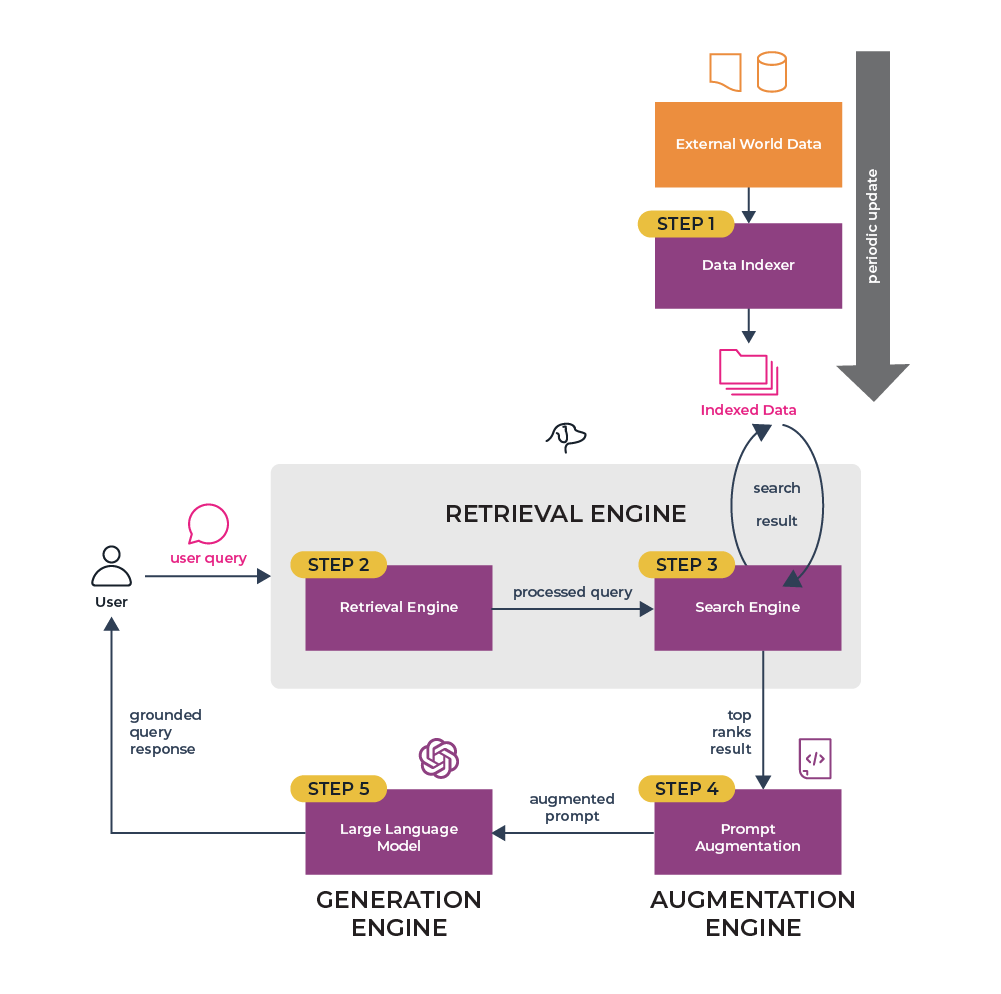 External World Data
periodic update
STEP 1
Data Indexer
Indexed Data
search
result
RETRIEVAL ENGINE
user query
User
STEP 2
Retrieval Engine
processed query
STEP 3
Search Engine
top
ranks
result
STEP 4
Prompt
Augmentation
AUGMENTATION
ENGINE
augmented
prompt
STEP 5
Large Language
Model
GENERATION
ENGINE
grounded
query
response